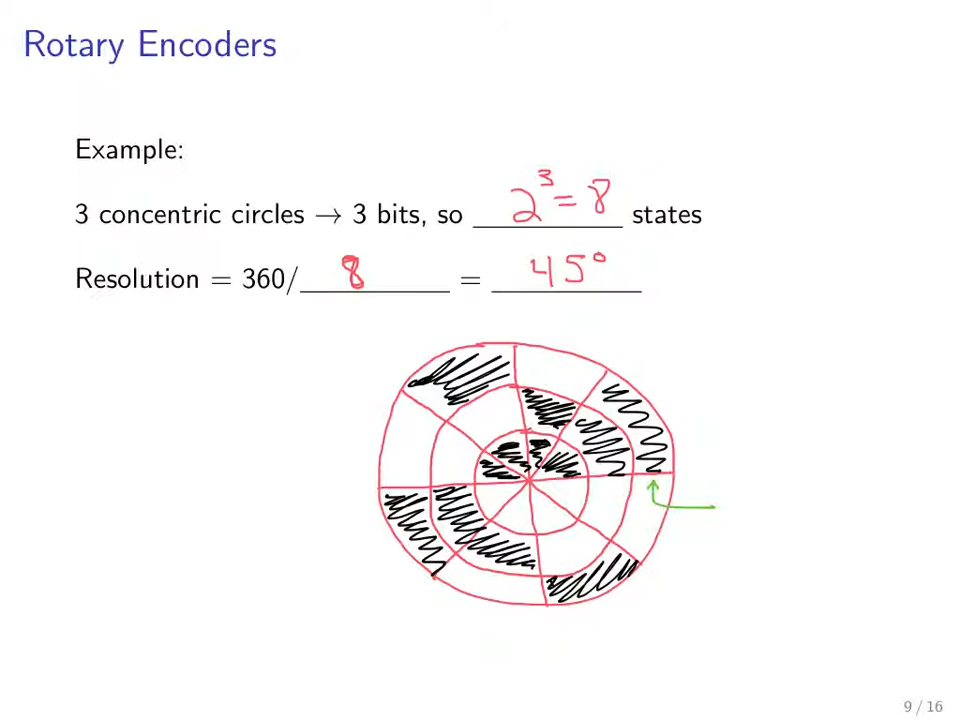 Rotary Encoders
Example:
3 concentric circles → 3 bits, so 2³ = 8 states
Resolution = 360/ 8 = 45°
9 / 16